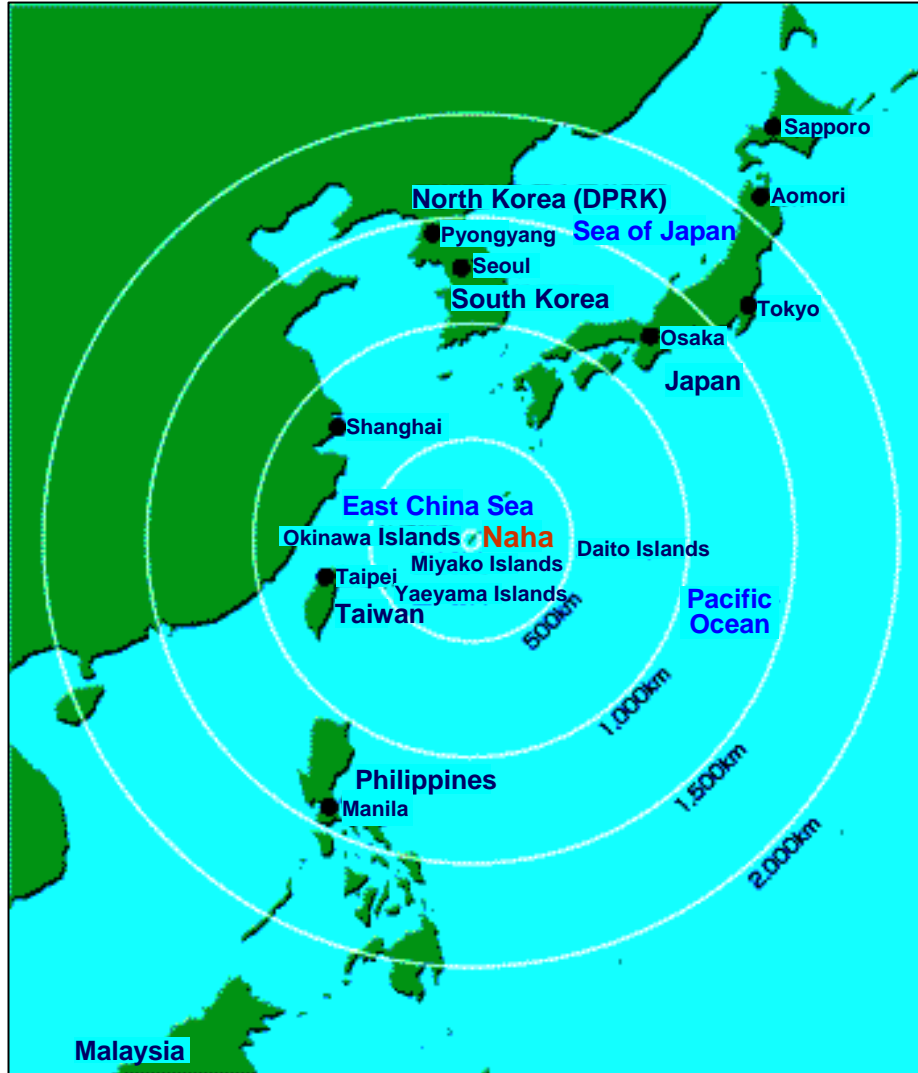 Sapporo
North Korea (DPRK)
Aomori
Pyongyang
Sea of Japan
Seoul
South Korea
Tokyo
Osaka
Japan
Shanghai
East China Sea
Okinawa Islands
Naha
Daito Islands
Miyako Islands
Taipei
Yaeyama Islands
Taiwan
Pacific
Ocean
500km
1,000km
Philippines
1,500km
Manila
2,000km
Malaysia